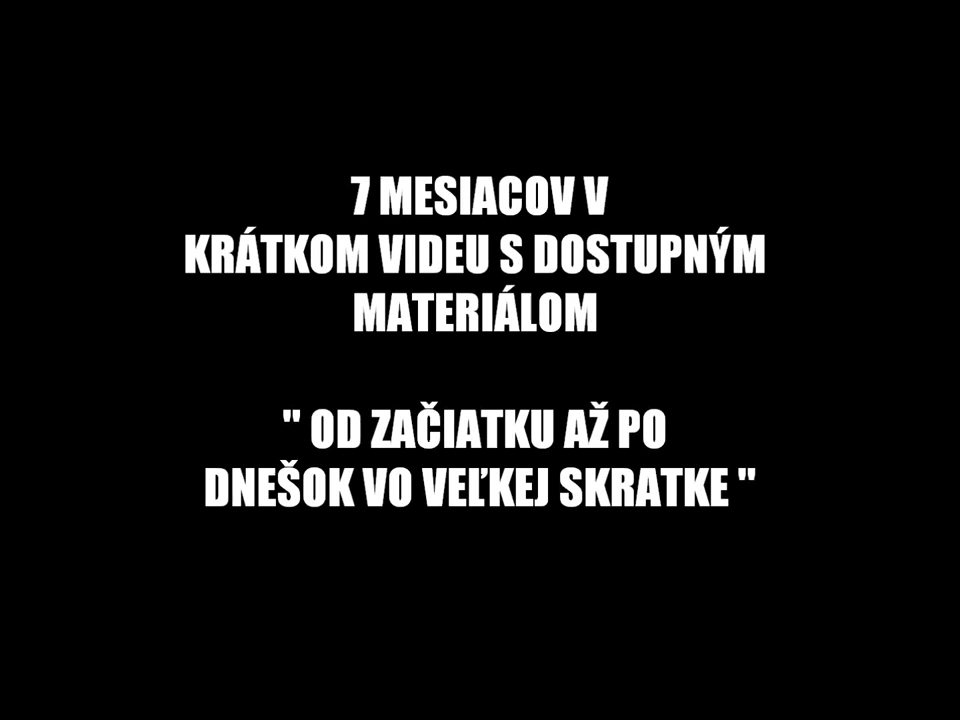 7 MESIACOV V
KRÁTKOM VIDEU S DOSTUPNÝM
MATERIÁLOM
" OD ZAČIATKU AŽ PO
DNEŠOK VO VEĽKEJ SKRATKE "